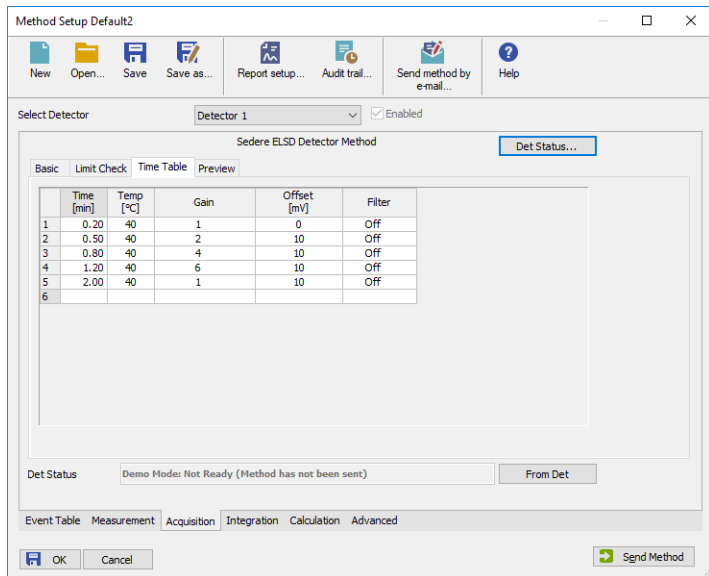 Method Setup Default2
New Open... Save Save as... Report setup... Audit trail... Send method by e-mail... Help
Select Detector Detector 1 Enabled
Sedere ELSD Detector Method Det Status...
Basic Limit Check Time Table Preview
Time [min] Temp [°C] Gain Offset [mV] Filter
1 0.20 40 1 0 Off
2 0.50 40 2 10 Off
3 0.80 40 4 10 Off
4 1.20 40 6 10 Off
5 2.00 40 1 10 Off
6
Det Status Demo Mode: Not Ready (Method has not been sent) From Det
Event Table Measurement Acquisition Integration Calculation Advanced
OK Cancel Send Method